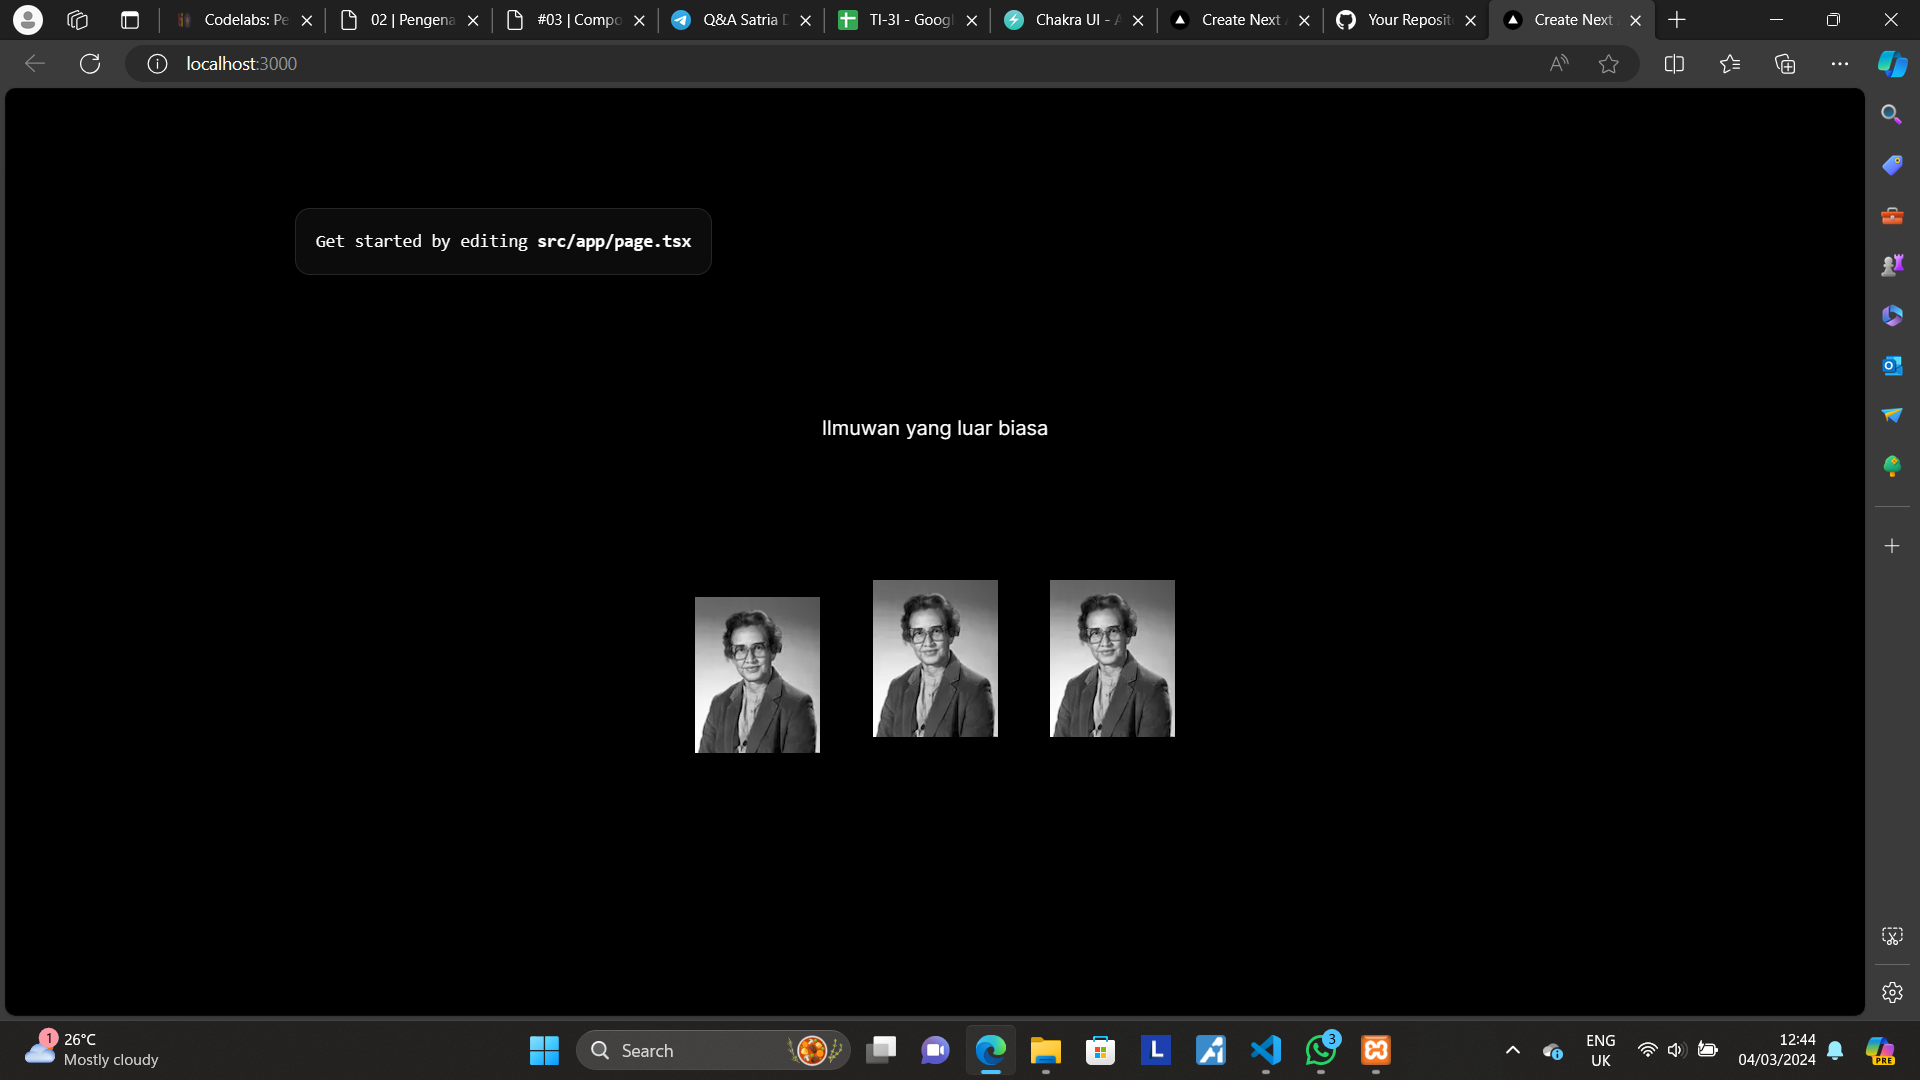 Codelabs: Pe
02 | Pengena
#03 | Compo
Q&A Satria D
TI-3I - Googl
Chakra UI - A
Create Next
Your Reposit
Create Next
localhost:3000
Get started by editing src/app/page.tsx
Ilmuwan yang luar biasa
1
26°C
Mostly cloudy
Search
L
3
ENG
UK
12:44
04/03/2024
PRE